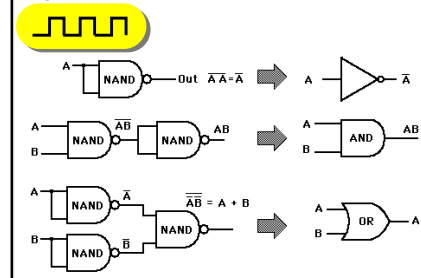 A NAND Out A̅ ̅A̅=A̅ A A̅
A B NAND A̅B̅ NAND AB A B AND AB
A NAND A̅
B NAND B̅ NAND A̅̅B̅̅ = A + B A B OR A